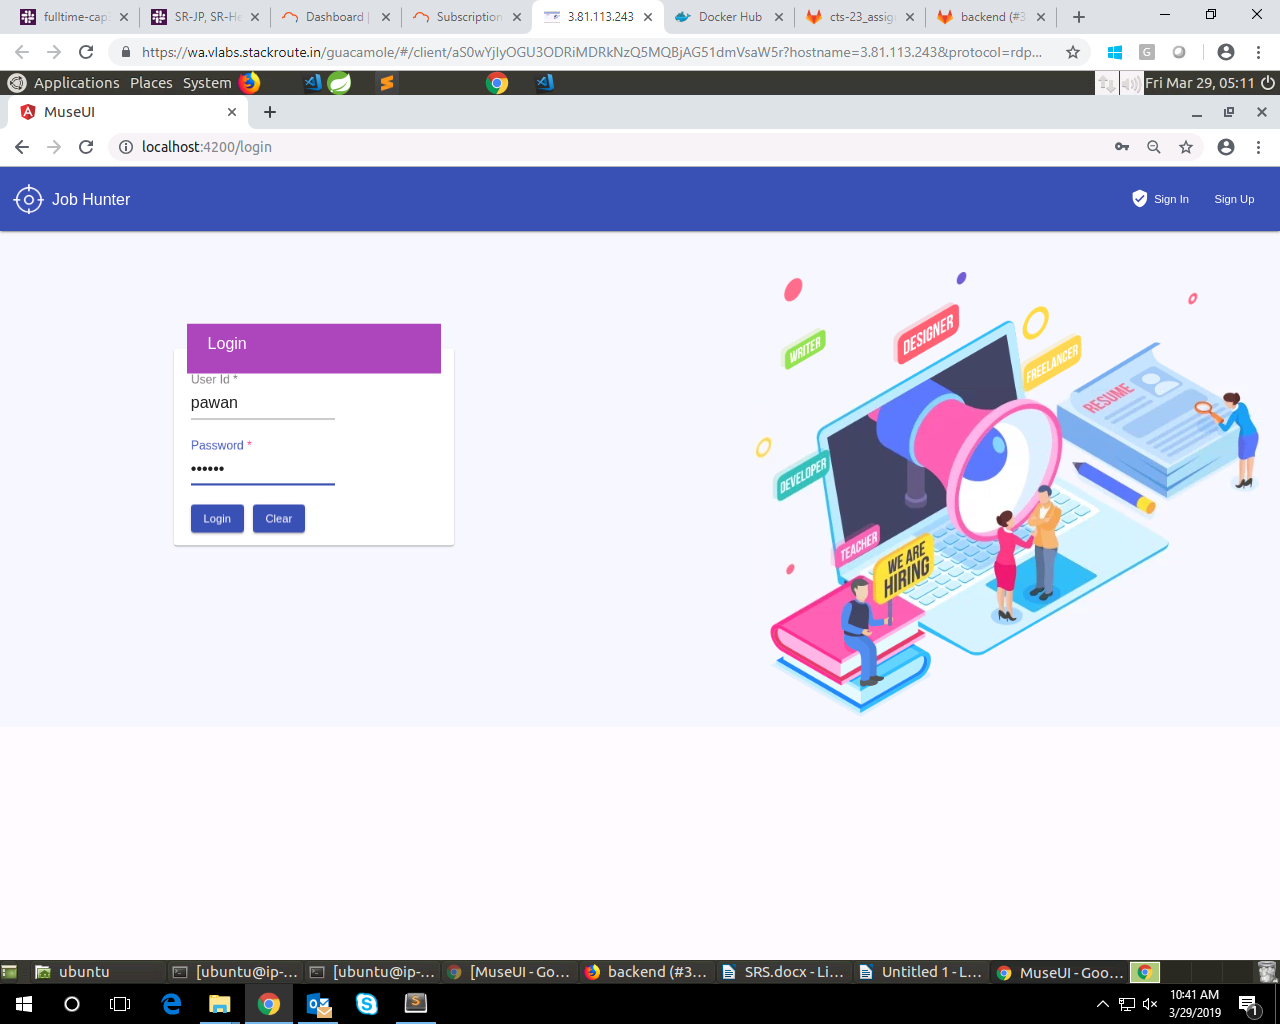 fulltime-cap
SR-JP, SR-He
Dashboard |
Subscription
3.81.113.243
Docker Hub
cts-23_assig
backend (#3
https://wa.vlabs.stackroute.in/guacamole/#/client/aS0wYjIyOGU3ODRiMDRkNzQ5MQBjAG51dmVsaW5r?hostname=3.81.113.243&protocol=rdp...
Applications Places System
Fri Mar 29, 05:11
MuseUI
localhost:4200/login
Job Hunter
Sign In
Sign Up
Login
User Id *
pawan
Password *
••••••
Login
Clear
WRITER
DESIGNER
FREELANCER
RESUME
DEVELOPER
TEACHER
WE ARE
HIRING
ubuntu
[ubuntu@ip-...
[ubuntu@ip-...
[MuseUI - Go...
backend (#3...
SRS.docx - Li...
Untitled 1 - L...
MuseUI - Goo...
10:41 AM
3/29/2019
1